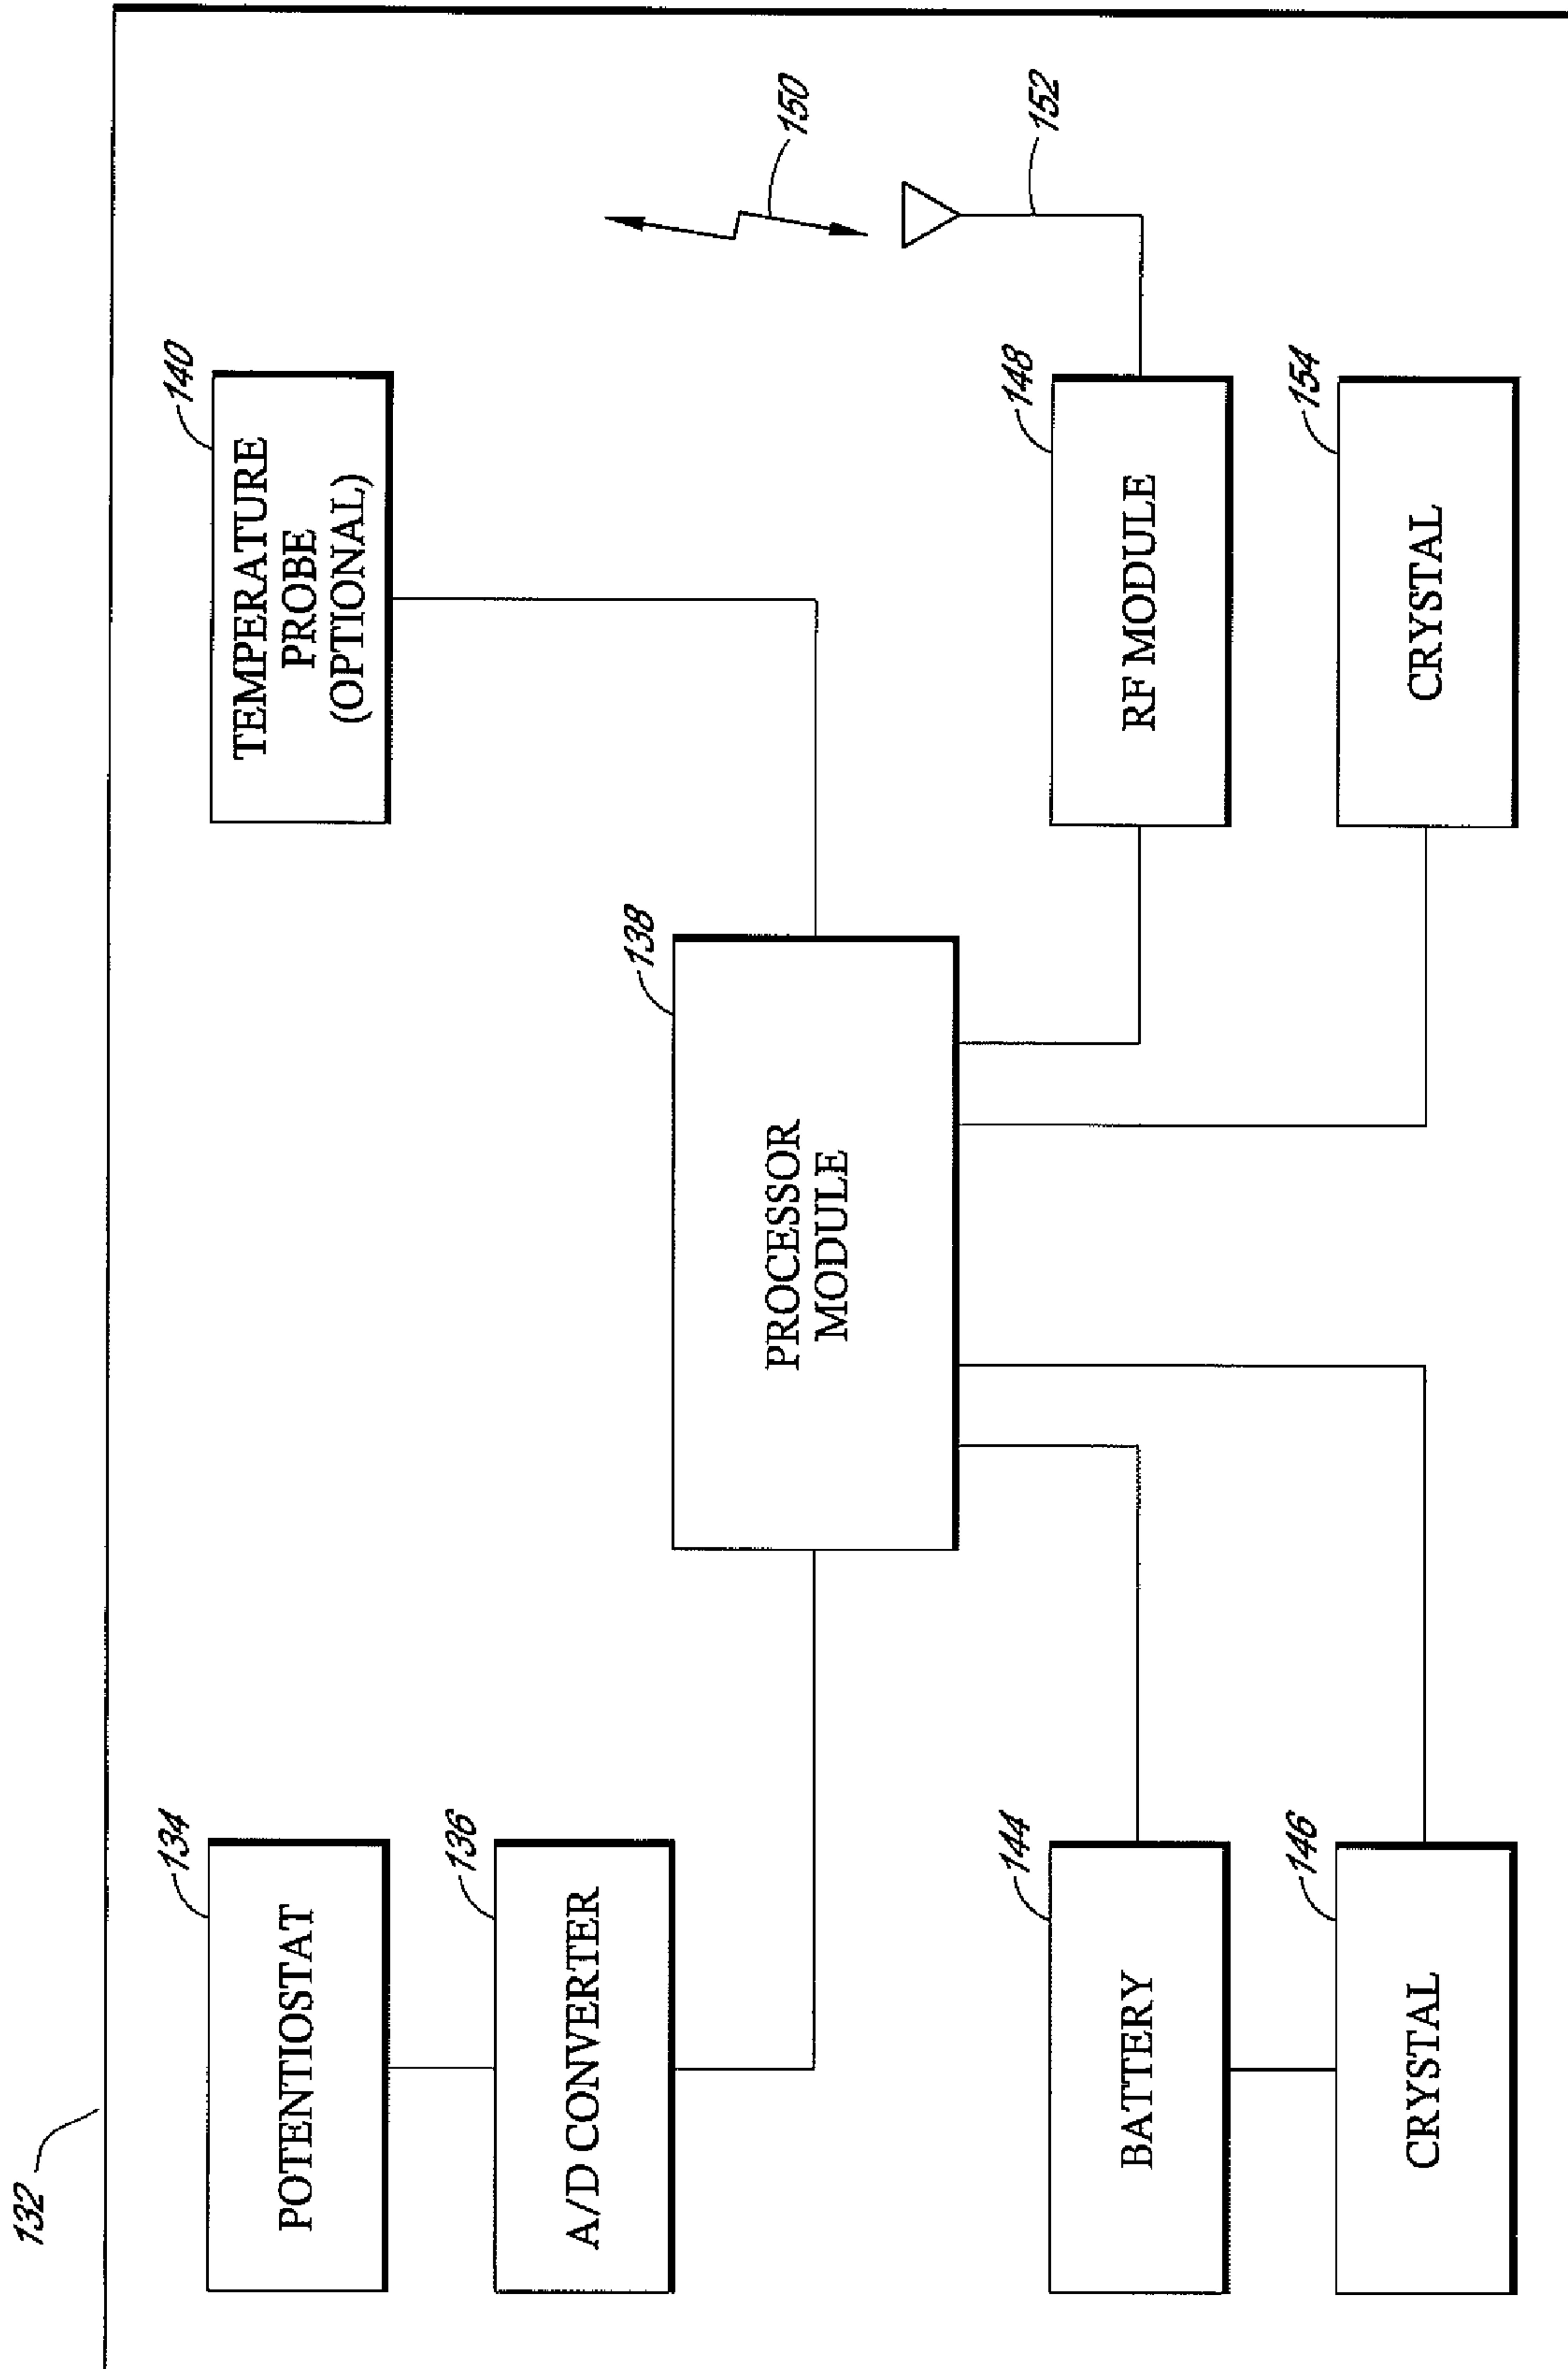 132
134
POTENTIOSTAT
136
A/D CONVERTER
138
PROCESSOR
MODULE
140
TEMPERATURE
PROBE
(OPTIONAL)
150
152
144
BATTERY
146
CRYSTAL
148
RF MODULE
154
CRYSTAL